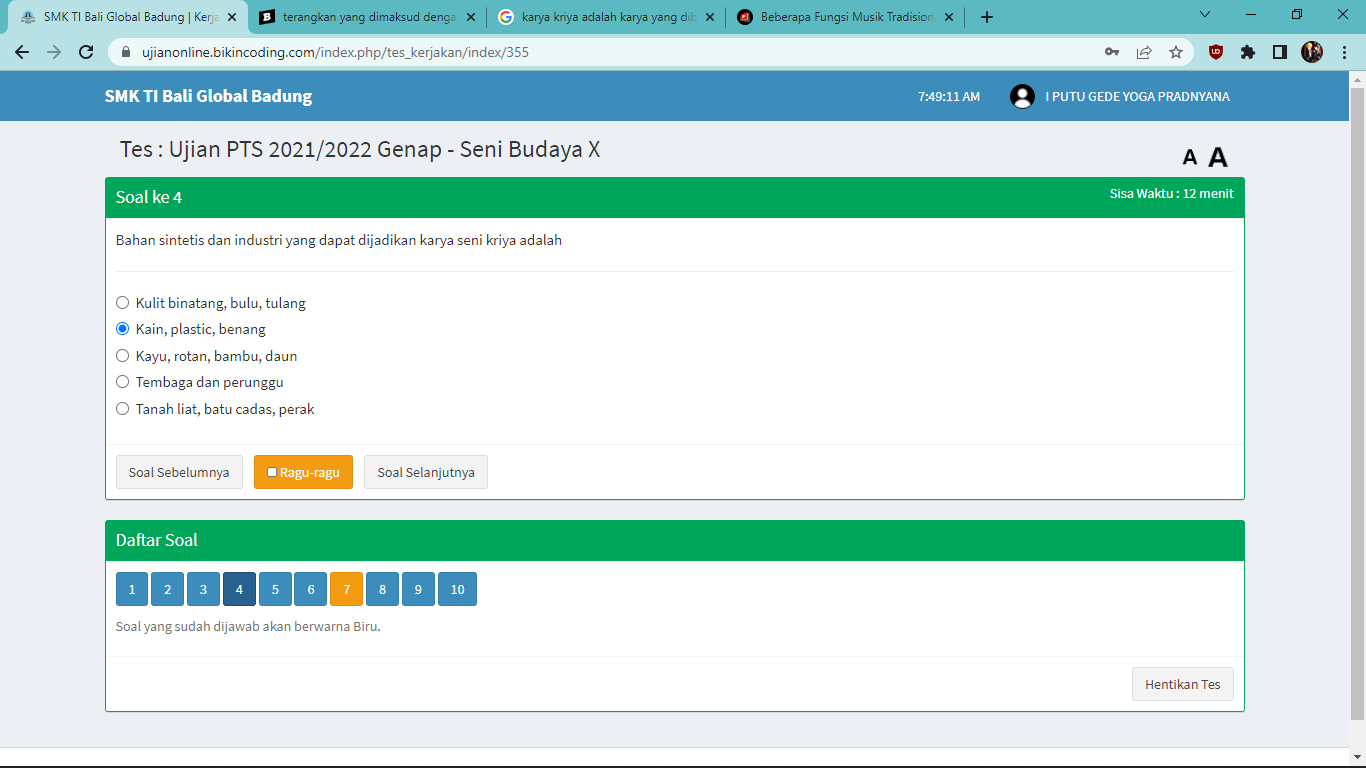 SMK TI Bali Global Badung | Kerja
terangkan yang dimaksud denga
karya kriya adalah karya yang dib
Beberapa Fungsi Musik Tradision
ujianonline.bikincoding.com/index.php/tes_kerjakan/index/355
SMK TI Bali Global Badung
7:49:11 AM
I PUTU GEDE YOGA PRADNYANA
Tes : Ujian PTS 2021/2022 Genap - Seni Budaya X
A A
Soal ke 4
Sisa Waktu : 12 menit
Bahan sintetis dan industri yang dapat dijadikan karya seni kriya adalah
Kulit binatang, bulu, tulang
Kain, plastic, benang
Kayu, rotan, bambu, daun
Tembaga dan perunggu
Tanah liat, batu cadas, perak
Soal Sebelumnya
Ragu-ragu
Soal Selanjutnya
Daftar Soal
1 2 3 4 5 6 7 8 9 10
Soal yang sudah dijawab akan berwarna Biru.
Hentikan Tes